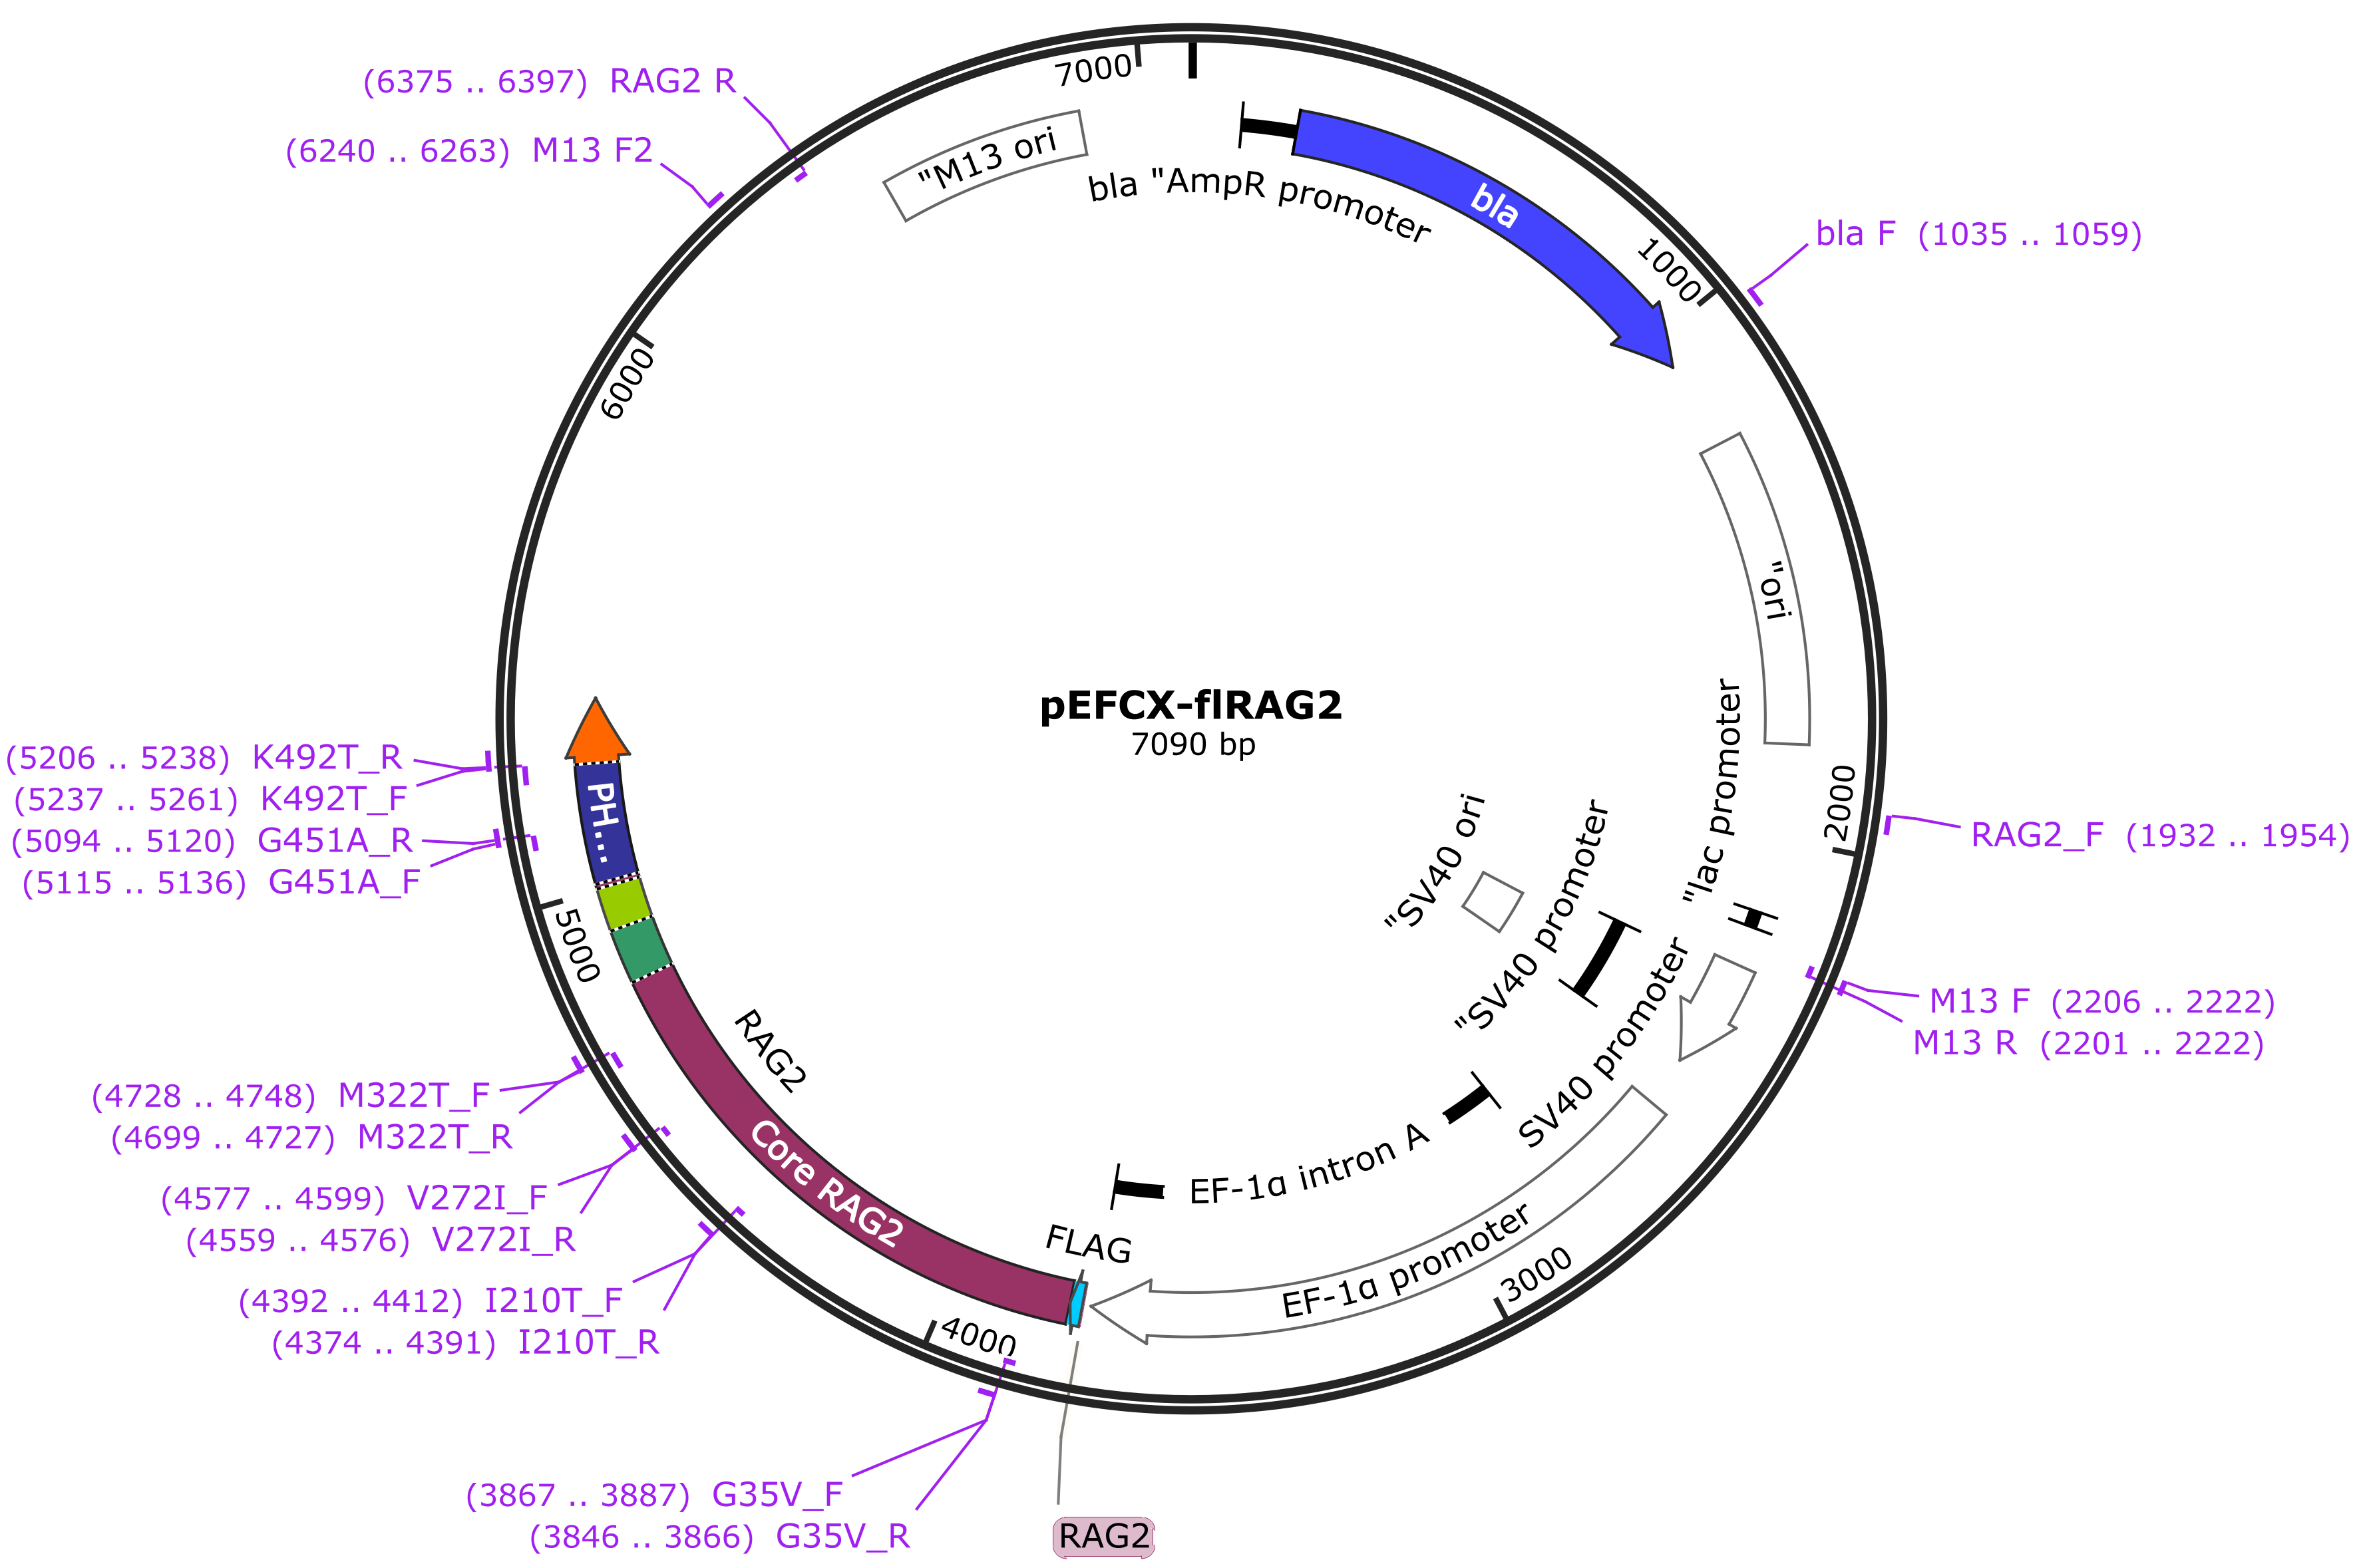 7000
(6375 .. 6397) RAG2 R
(6240 .. 6263) M13 F2
"M13 ori
bla "AmpR promoter
bla
1000
bla F (1035 .. 1059)
6000
"ori
pEFCX-flRAG2
7090 bp
"lac promoter
2000
RAG2_F (1932 .. 1954)
"SV40 ori
"SV40 promoter
SV40 promoter
(5206 .. 5238) K492T_R
(5237 .. 5261) K492T_F
(5094 .. 5120) G451A_R
(5115 .. 5136) G451A_F
PH...
5000
M13 F (2206 .. 2222)
M13 R (2201 .. 2222)
RAG2
(4728 .. 4748) M322T_F
(4699 .. 4727) M322T_R
Core RAG2
EF-1α intron A
(4577 .. 4599) V272I_F
(4559 .. 4576) V272I_R
FLAG
EF-1α promoter
3000
(4392 .. 4412) I210T_F
(4374 .. 4391) I210T_R
4000
(3867 .. 3887) G35V_F
(3846 .. 3866) G35V_R
RAG2